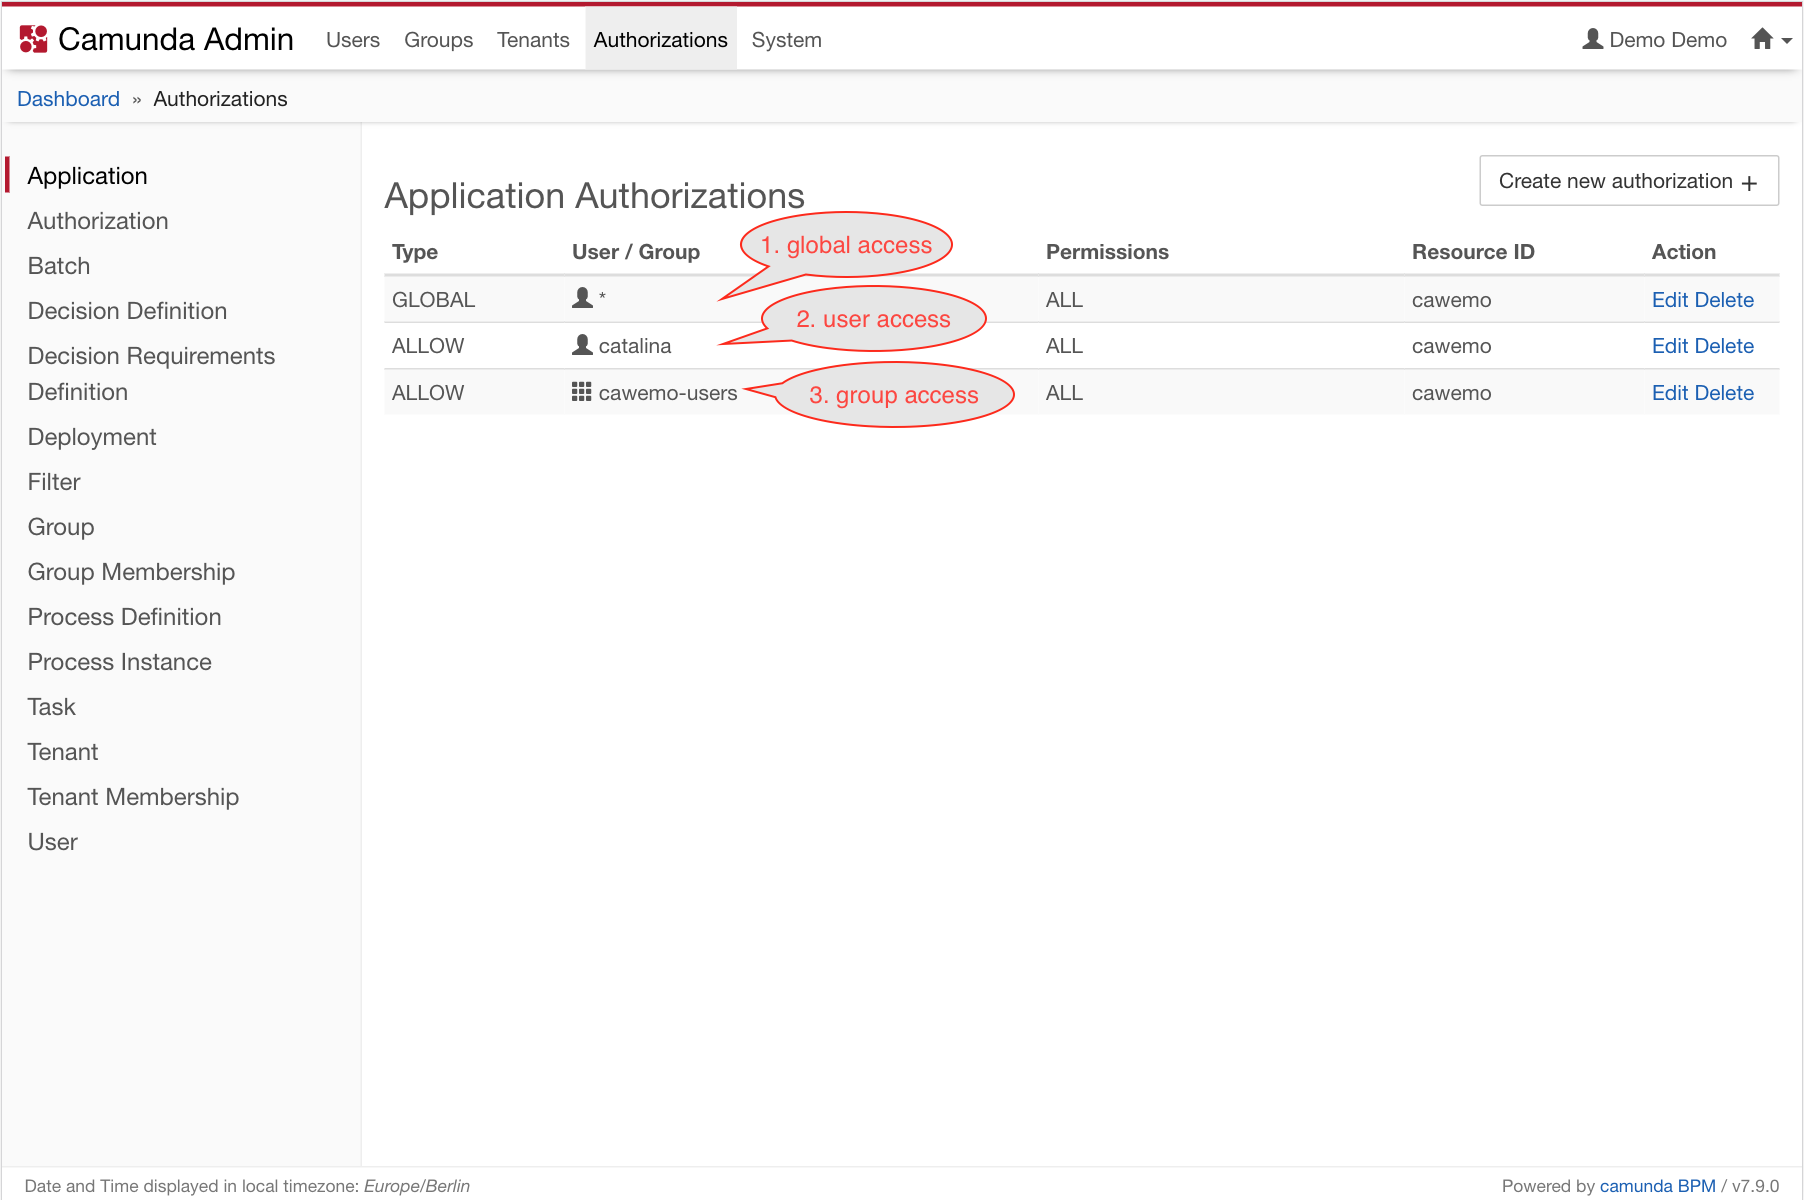 Camunda Admin Users Groups Tenants Authorizations System Demo Demo
Dashboard » Authorizations
Application
Authorization
Batch
Decision Definition
Decision Requirements
Definition
Deployment
Filter
Group
Group Membership
Process Definition
Process Instance
Task
Tenant
Tenant Membership
User
Application Authorizations
Create new authorization +
Type User / Group Permissions Resource ID Action
1. global access
GLOBAL * ALL cawemo Edit Delete
2. user access
ALLOW catalina ALL cawemo Edit Delete
ALLOW cawemo-users ALL cawemo Edit Delete
3. group access
Date and Time displayed in local timezone: Europe/Berlin
Powered by camunda BPM / v7.9.0